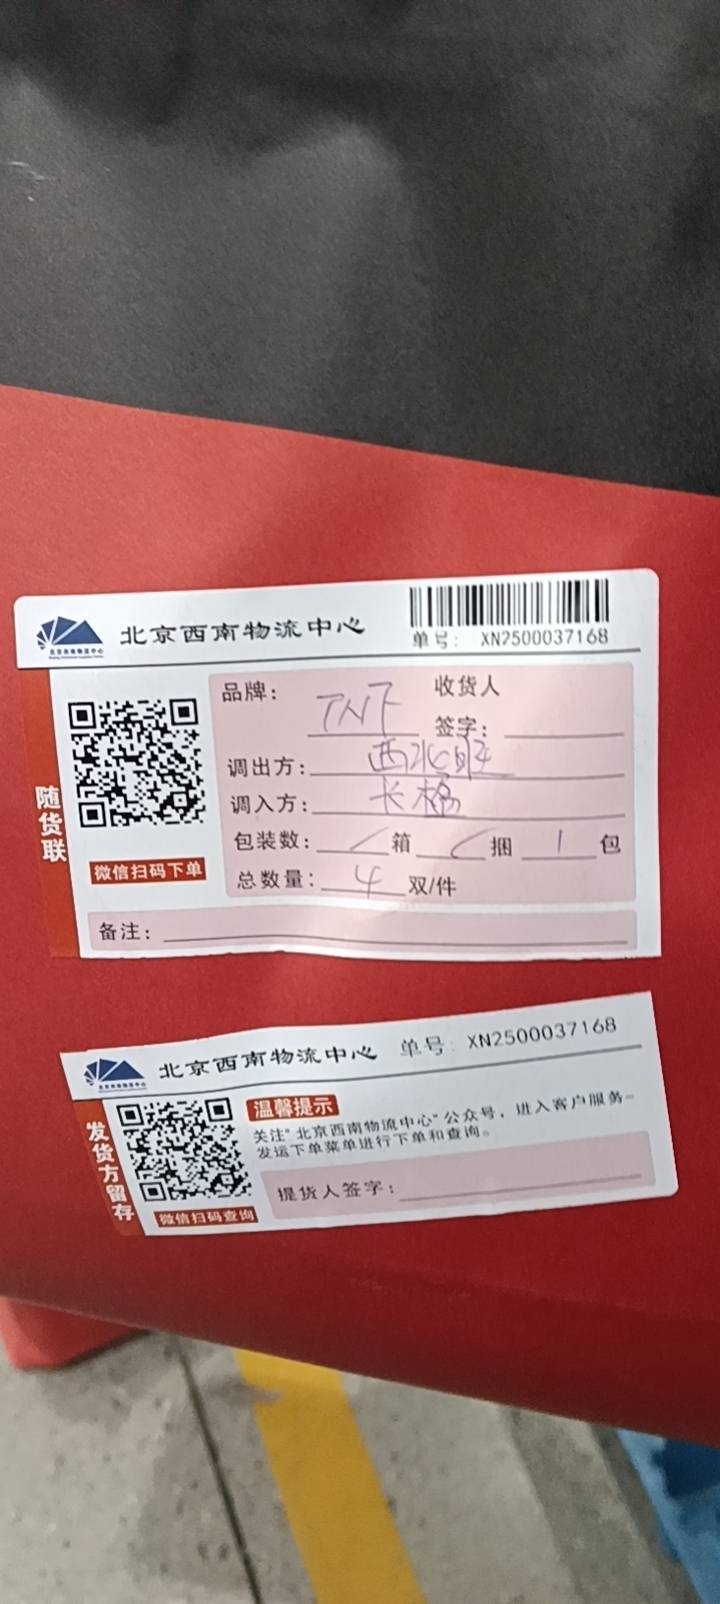 北京西南物流中心
单号: XN2500037168
随货联
微信扫码下单
品牌: TNF
收货人
签字:
调出方: 西
调入方: 长楹
包装数: / 箱 / 捆 1 包
总数量: 4 双/件
备注:
北京西南物流中心 单号: XN2500037168
发货方留存
微信扫码查询
温馨提示
关注"北京西南物流中心"公众号，进入客户服务-
发运下单菜单进行下单和查询。
提货人签字: